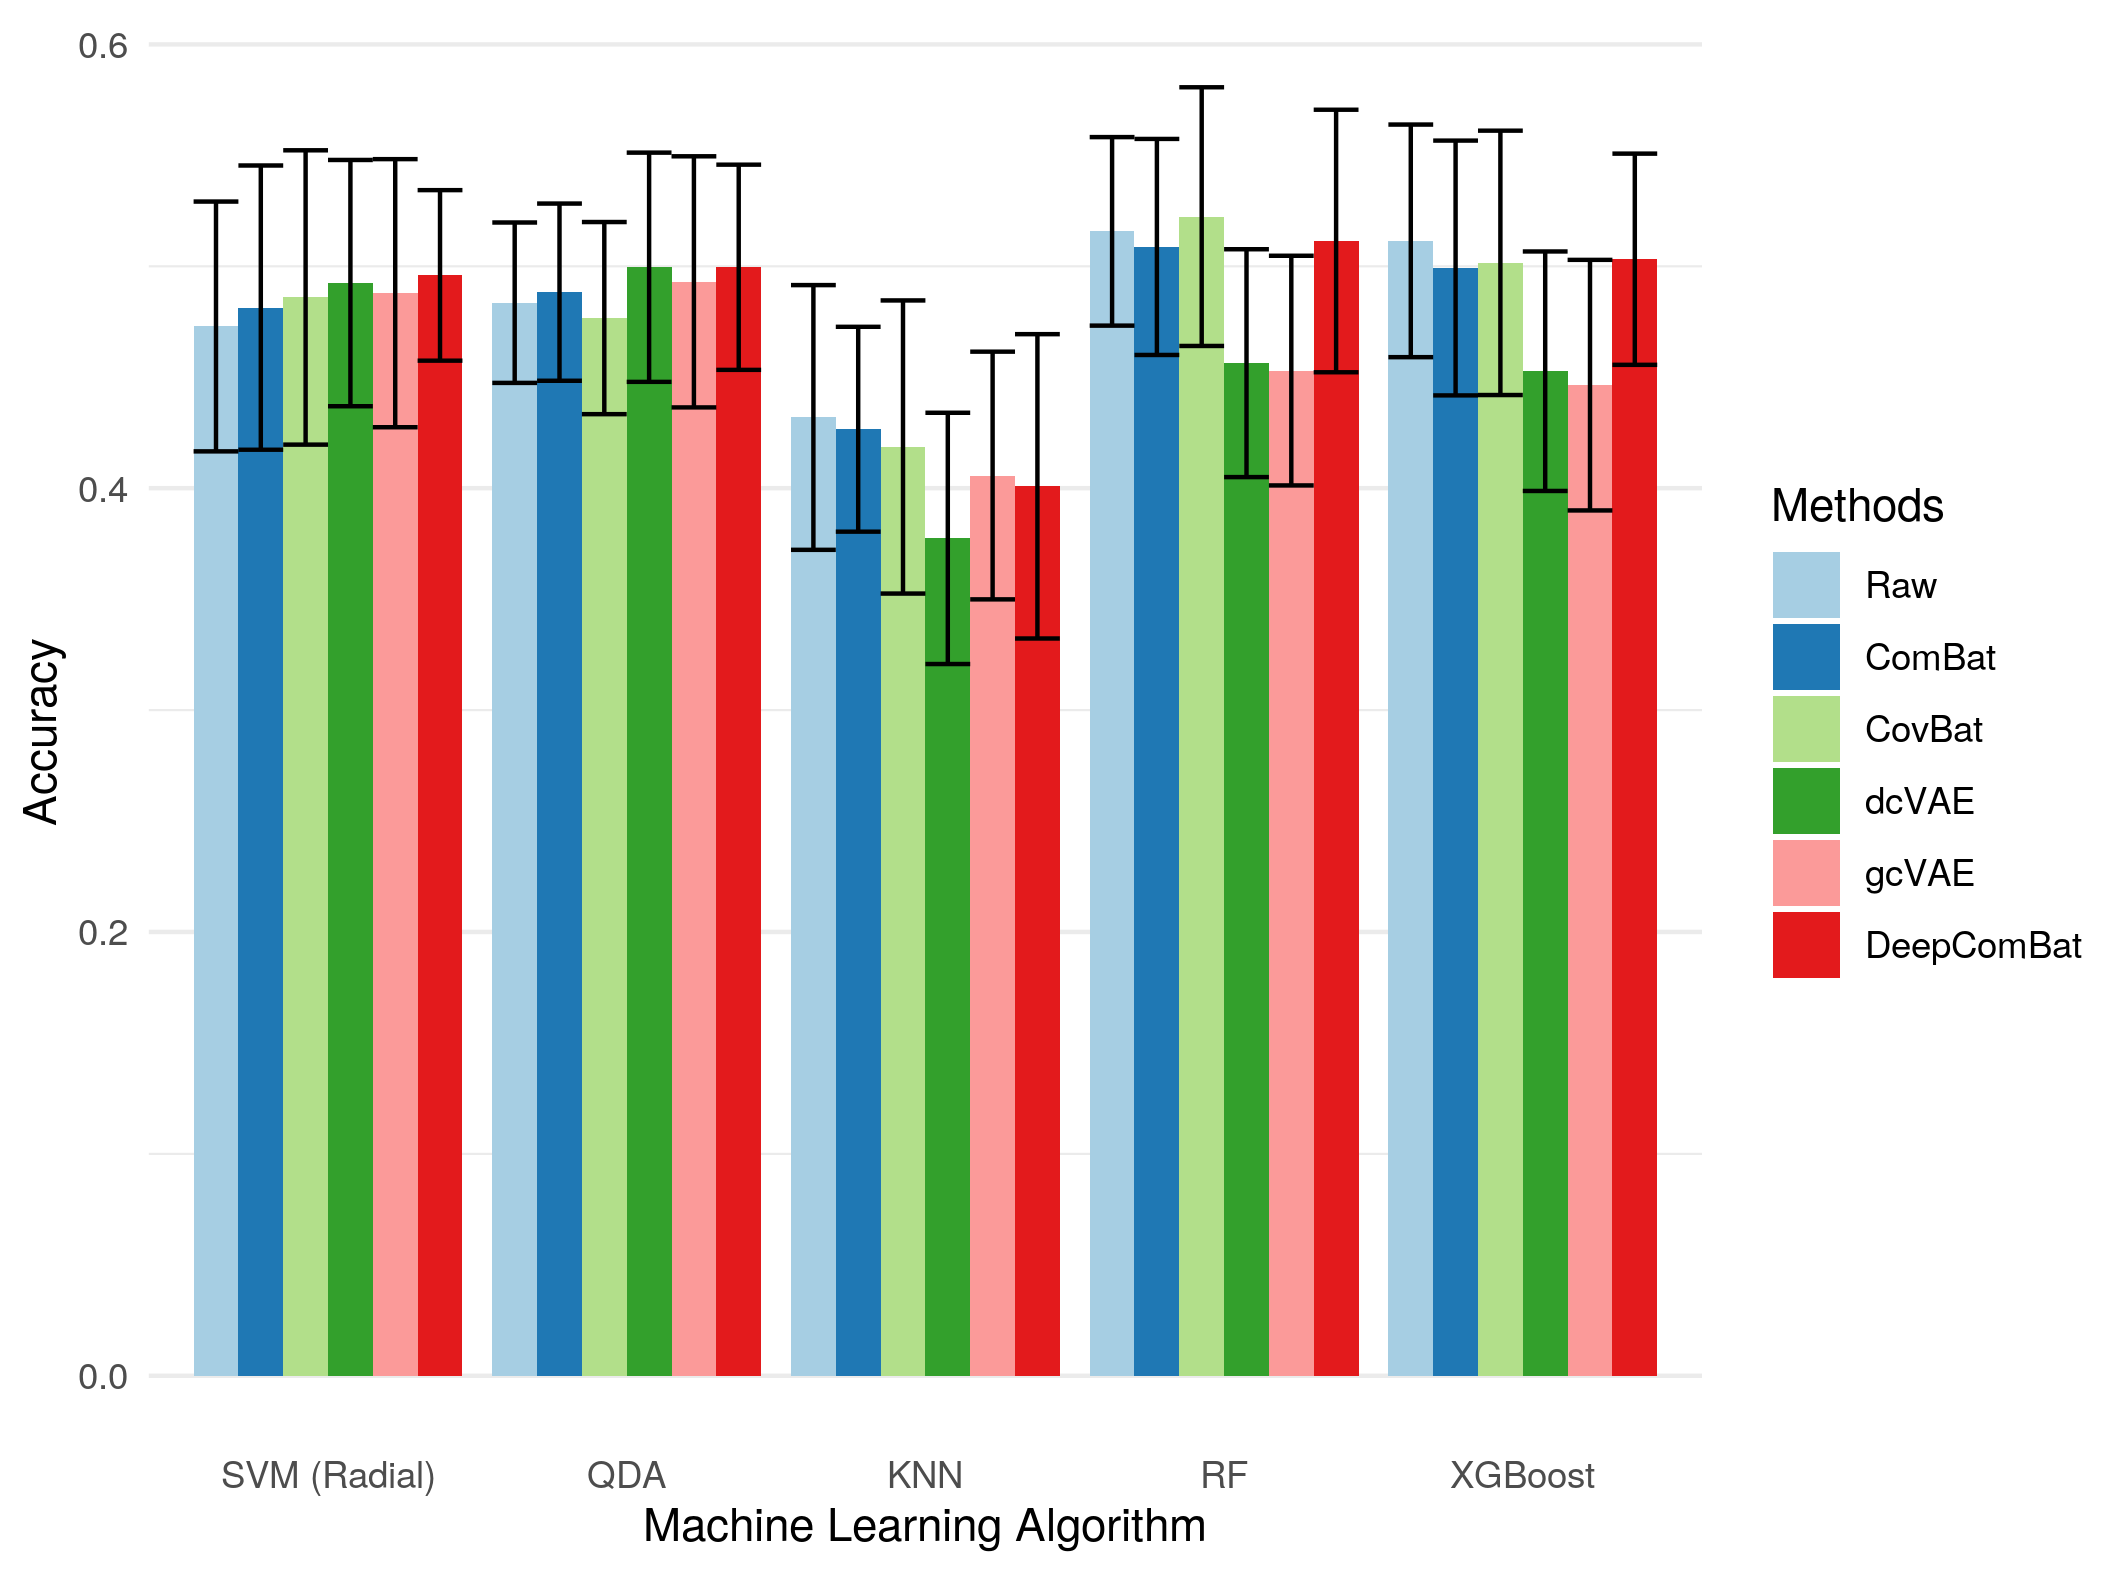 0.6
0.4
0.2
0.0
Accuracy
SVM (Radial)
QDA
KNN
RF
XGBoost
Machine Learning Algorithm
Methods
Raw
ComBat
CovBat
dcVAE
gcVAE
DeepComBat